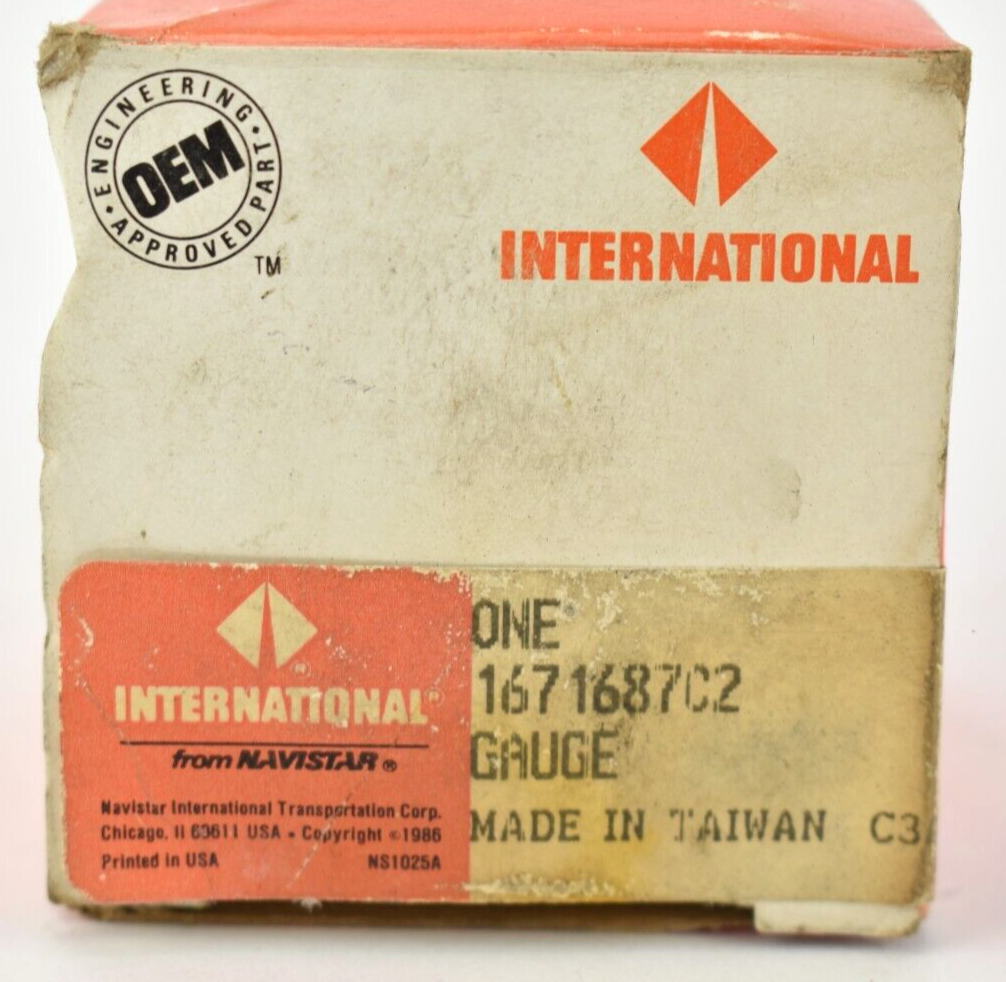 • ENGINEERING •
OEM
APPROVED PART
TM
INTERNATIONAL
INTERNATIONAL®
from NAVISTAR ®
Navistar International Transportation Corp.
Chicago, Il 60611 USA • Copyright ©1986
Printed in USA NS1025A
ONE
1671687C2
GAUGE
MADE IN TAIWAN C3